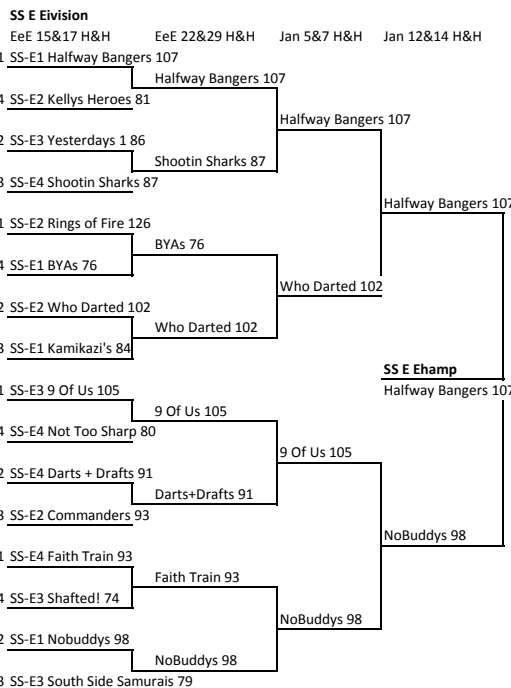 SS E Eivision
EeE 15&17 H&H EeE 22&29 H&H Jan 5&7 H&H Jan 12&14 H&H
1 SS-E1 Halfway Bangers 107
Halfway Bangers 107
4 SS-E2 Kellys Heroes 81
Halfway Bangers 107
2 SS-E3 Yesterdays 1 86
Shootin Sharks 87
3 SS-E4 Shootin Sharks 87
Halfway Bangers 107
1 SS-E2 Rings of Fire 126
BYAs 76
4 SS-E1 BYAs 76
Who Darted 102
2 SS-E2 Who Darted 102
Who Darted 102
3 SS-E1 Kamikazi's 84
SS E Ehamp
1 SS-E3 9 Of Us 105 Halfway Bangers 107
9 Of Us 105
4 SS-E4 Not Too Sharp 80
9 Of Us 105
2 SS-E4 Darts + Drafts 91
Darts+Drafts 91
3 SS-E2 Commanders 93
NoBuddys 98
1 SS-E4 Faith Train 93
Faith Train 93
4 SS-E3 Shafted! 74
NoBuddys 98
2 SS-E1 Nobuddys 98
NoBuddys 98
3 SS-E3 South Side Samurais 79